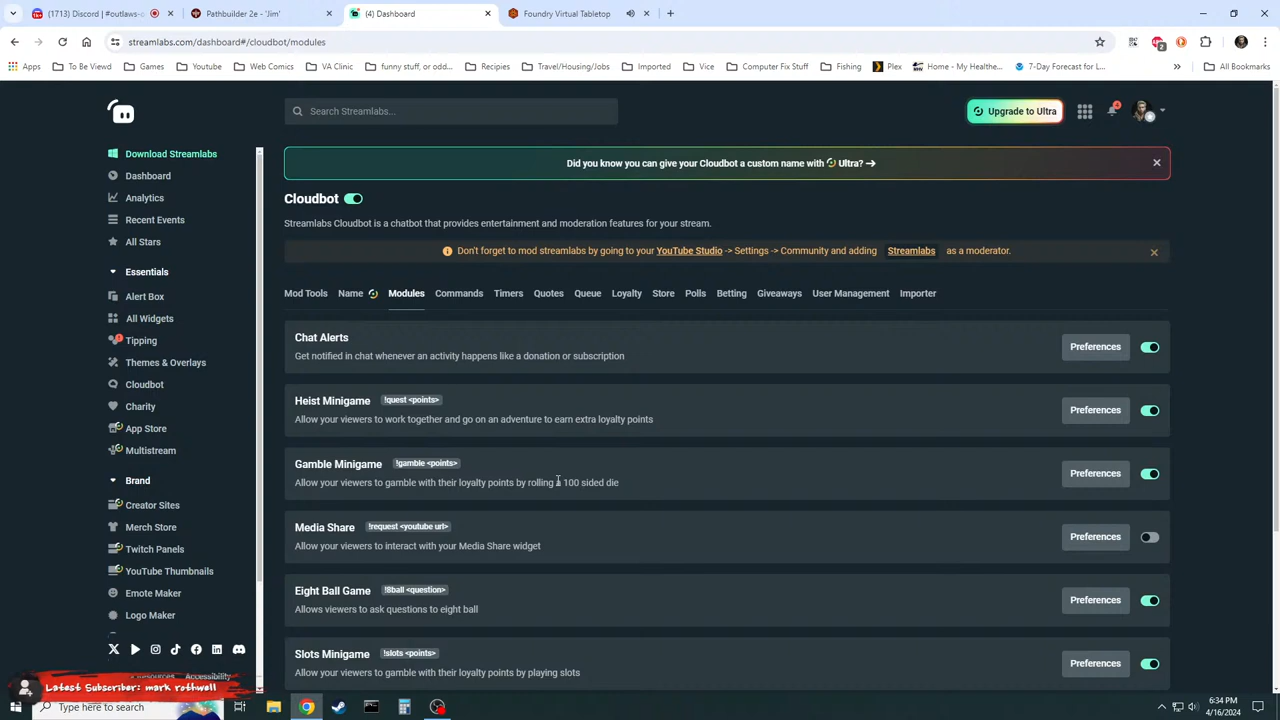 (1713) Discord | #outlaws-o
Pathbuilder 2e - 'Jim'
(4) Dashboard
Foundry Virtual Tabletop
streamlabs.com/dashboard#/cloudbot/modules
2
Apps
To Be Viewd
Games
Youtube
Web Comics
VA Clinic
funny stuff, or odd...
Recipies
Travel/Housing/Jobs
Imported
Vice
Computer Fix Stuff
Fishing
Plex
Home - My Healthe...
7-Day Forecast for L...
All Bookmarks
Search Streamlabs...
Upgrade to Ultra
4
Download Streamlabs
Dashboard
Analytics
Recent Events
All Stars
Essentials
Alert Box
All Widgets
Tipping
Themes & Overlays
Cloudbot
Charity
App Store
Multistream
Brand
Creator Sites
Merch Store
Twitch Panels
YouTube Thumbnails
Emote Maker
Logo Maker
Did you know you can give your Cloudbot a custom name with Ultra?
Cloudbot
Streamlabs Cloudbot is a chatbot that provides entertainment and moderation features for your stream.
Don't forget to mod streamlabs by going to your YouTube Studio -> Settings -> Community and adding Streamlabs as a moderator.
Mod Tools
Name
Modules
Commands
Timers
Quotes
Queue
Loyalty
Store
Polls
Betting
Giveaways
User Management
Importer
Chat Alerts
Get notified in chat whenever an activity happens like a donation or subscription
Preferences
Heist Minigame !quest <points>
Allow your viewers to work together and go on an adventure to earn extra loyalty points
Preferences
Gamble Minigame !gamble <points>
Allow your viewers to gamble with their loyalty points by rolling a 100 sided die
Preferences
Media Share !request <youtube url>
Allow your viewers to interact with your Media Share widget
Preferences
Eight Ball Game !8ball <question>
Allows viewers to ask questions to eight ball
Preferences
Slots Minigame !slots <points>
Allow your viewers to gamble with their loyalty points by playing slots
Preferences
Accessibility
Latest Subscriber: mark rothwell
Type here to search
6:34 PM
4/16/2024